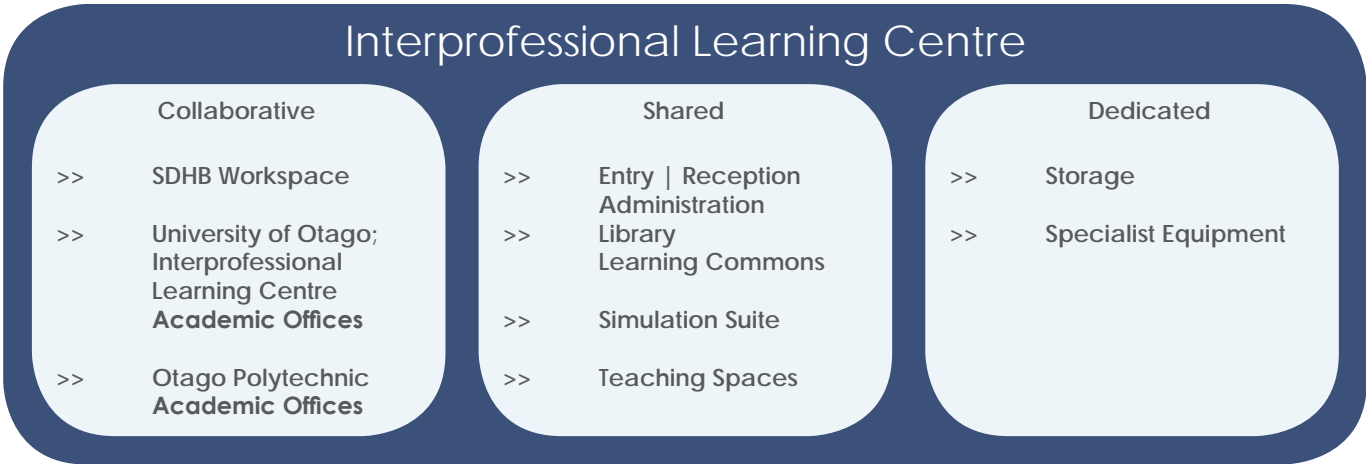 Interprofessional Learning Centre
Collaborative
>> SDHB Workspace
>> University of Otago;
Interprofessional
Learning Centre
Academic Offices
>> Otago Polytechnic
Academic Offices
Shared
>> Entry | Reception
Administration
>> Library
Learning Commons
>> Simulation Suite
>> Teaching Spaces
Dedicated
>> Storage
>> Specialist Equipment